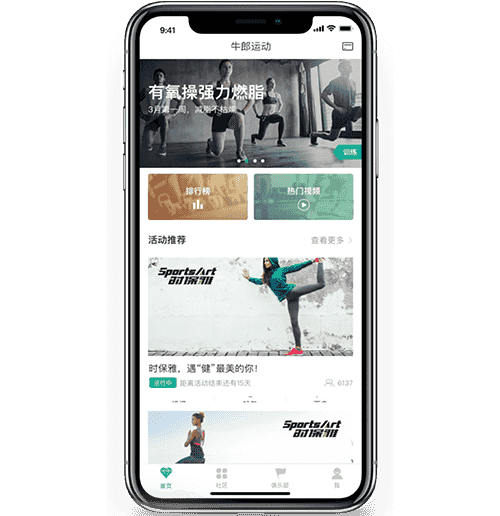 9:41
牛郎运动
有氧操强力燃脂
3月第一周,减脂不枯燥
训练
排行榜
热门视频
活动推荐
查看更多
SportsArt
时保雅
时保雅,遇“健”最美的你!
进行中
距离活动结束还有15天
6137
SportsArt
时保雅
首页
社区
俱乐部
我